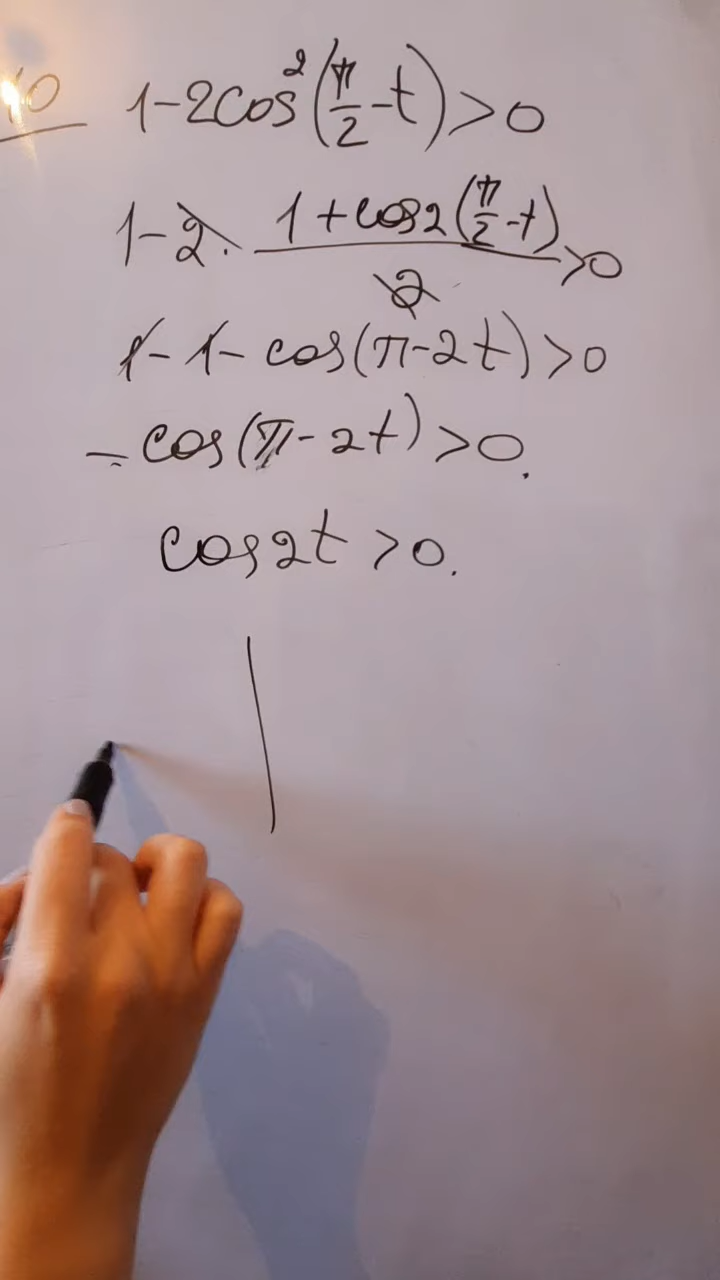 10 1-2cos²(π/2-t)>0
1-2·(1+cos2(π/2-t))/2>0
1-1-cos(π-2t)>0
-cos(π-2t)>0.
cos2t>0.